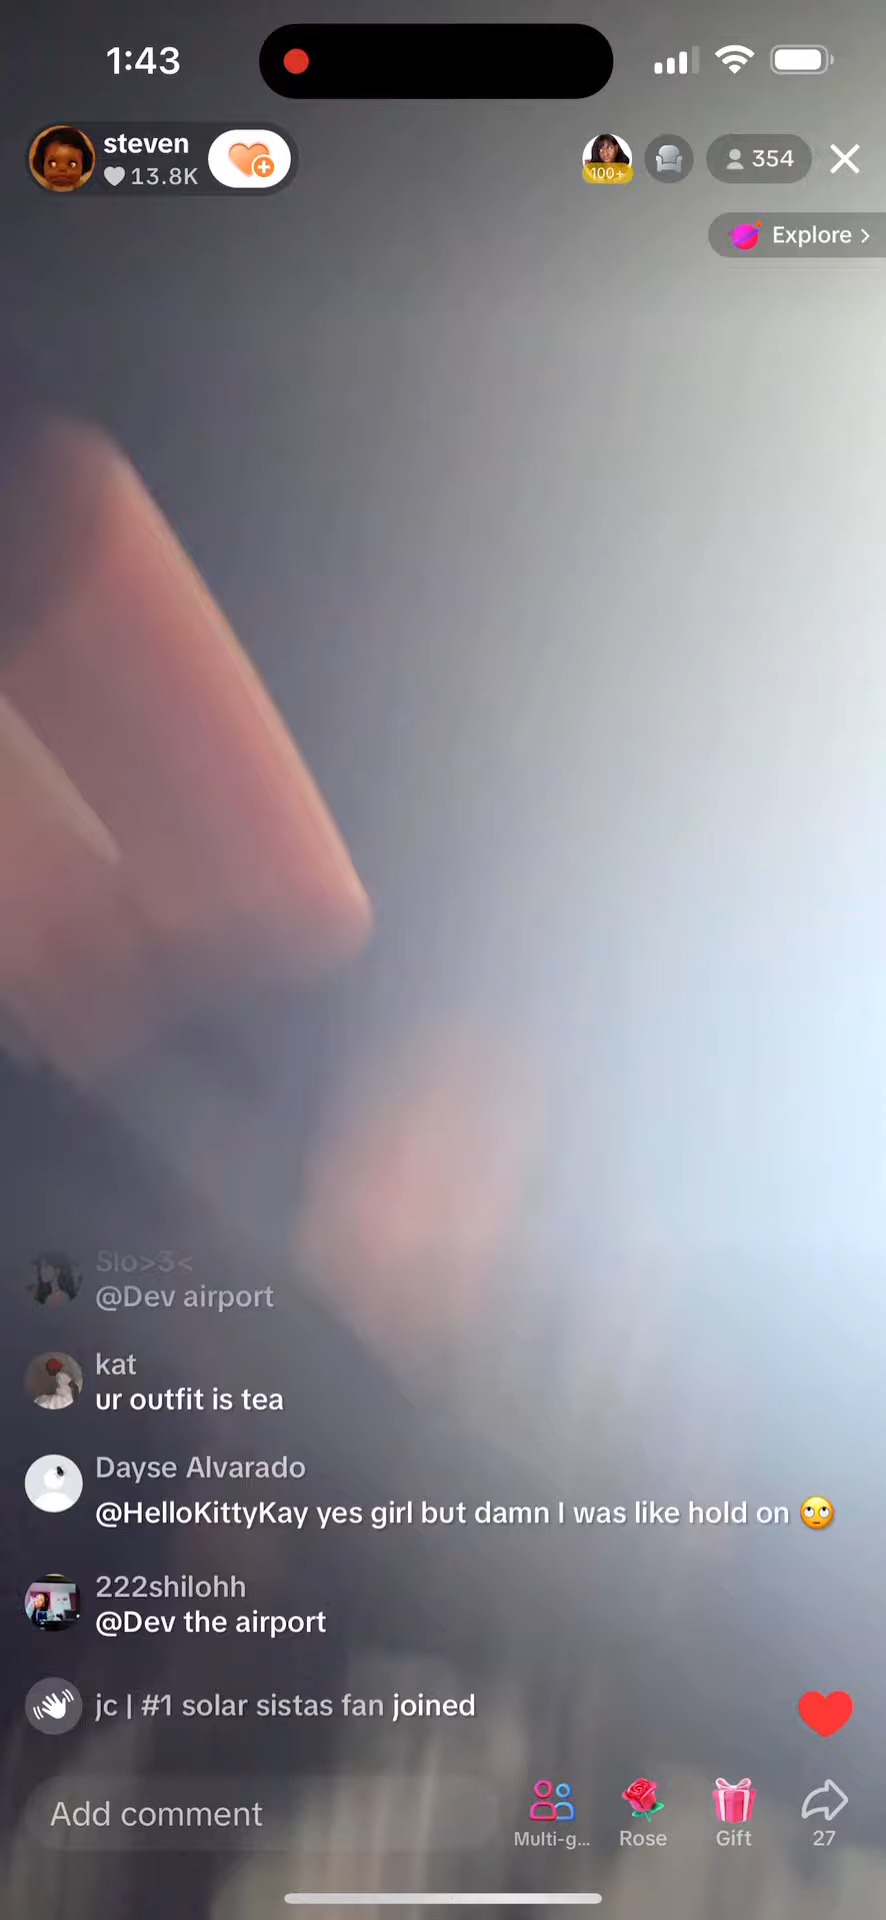 1:43
steven
13.8K
100+
354
Explore >
Slo>3<
@Dev airport
kat
ur outfit is tea
Dayse Alvarado
@HelloKittyKay yes girl but damn I was like hold on 🙄
222shilohh
@Dev the airport
jc | #1 solar sistas fan joined
Add comment
Multi-g...
Rose
Gift
27